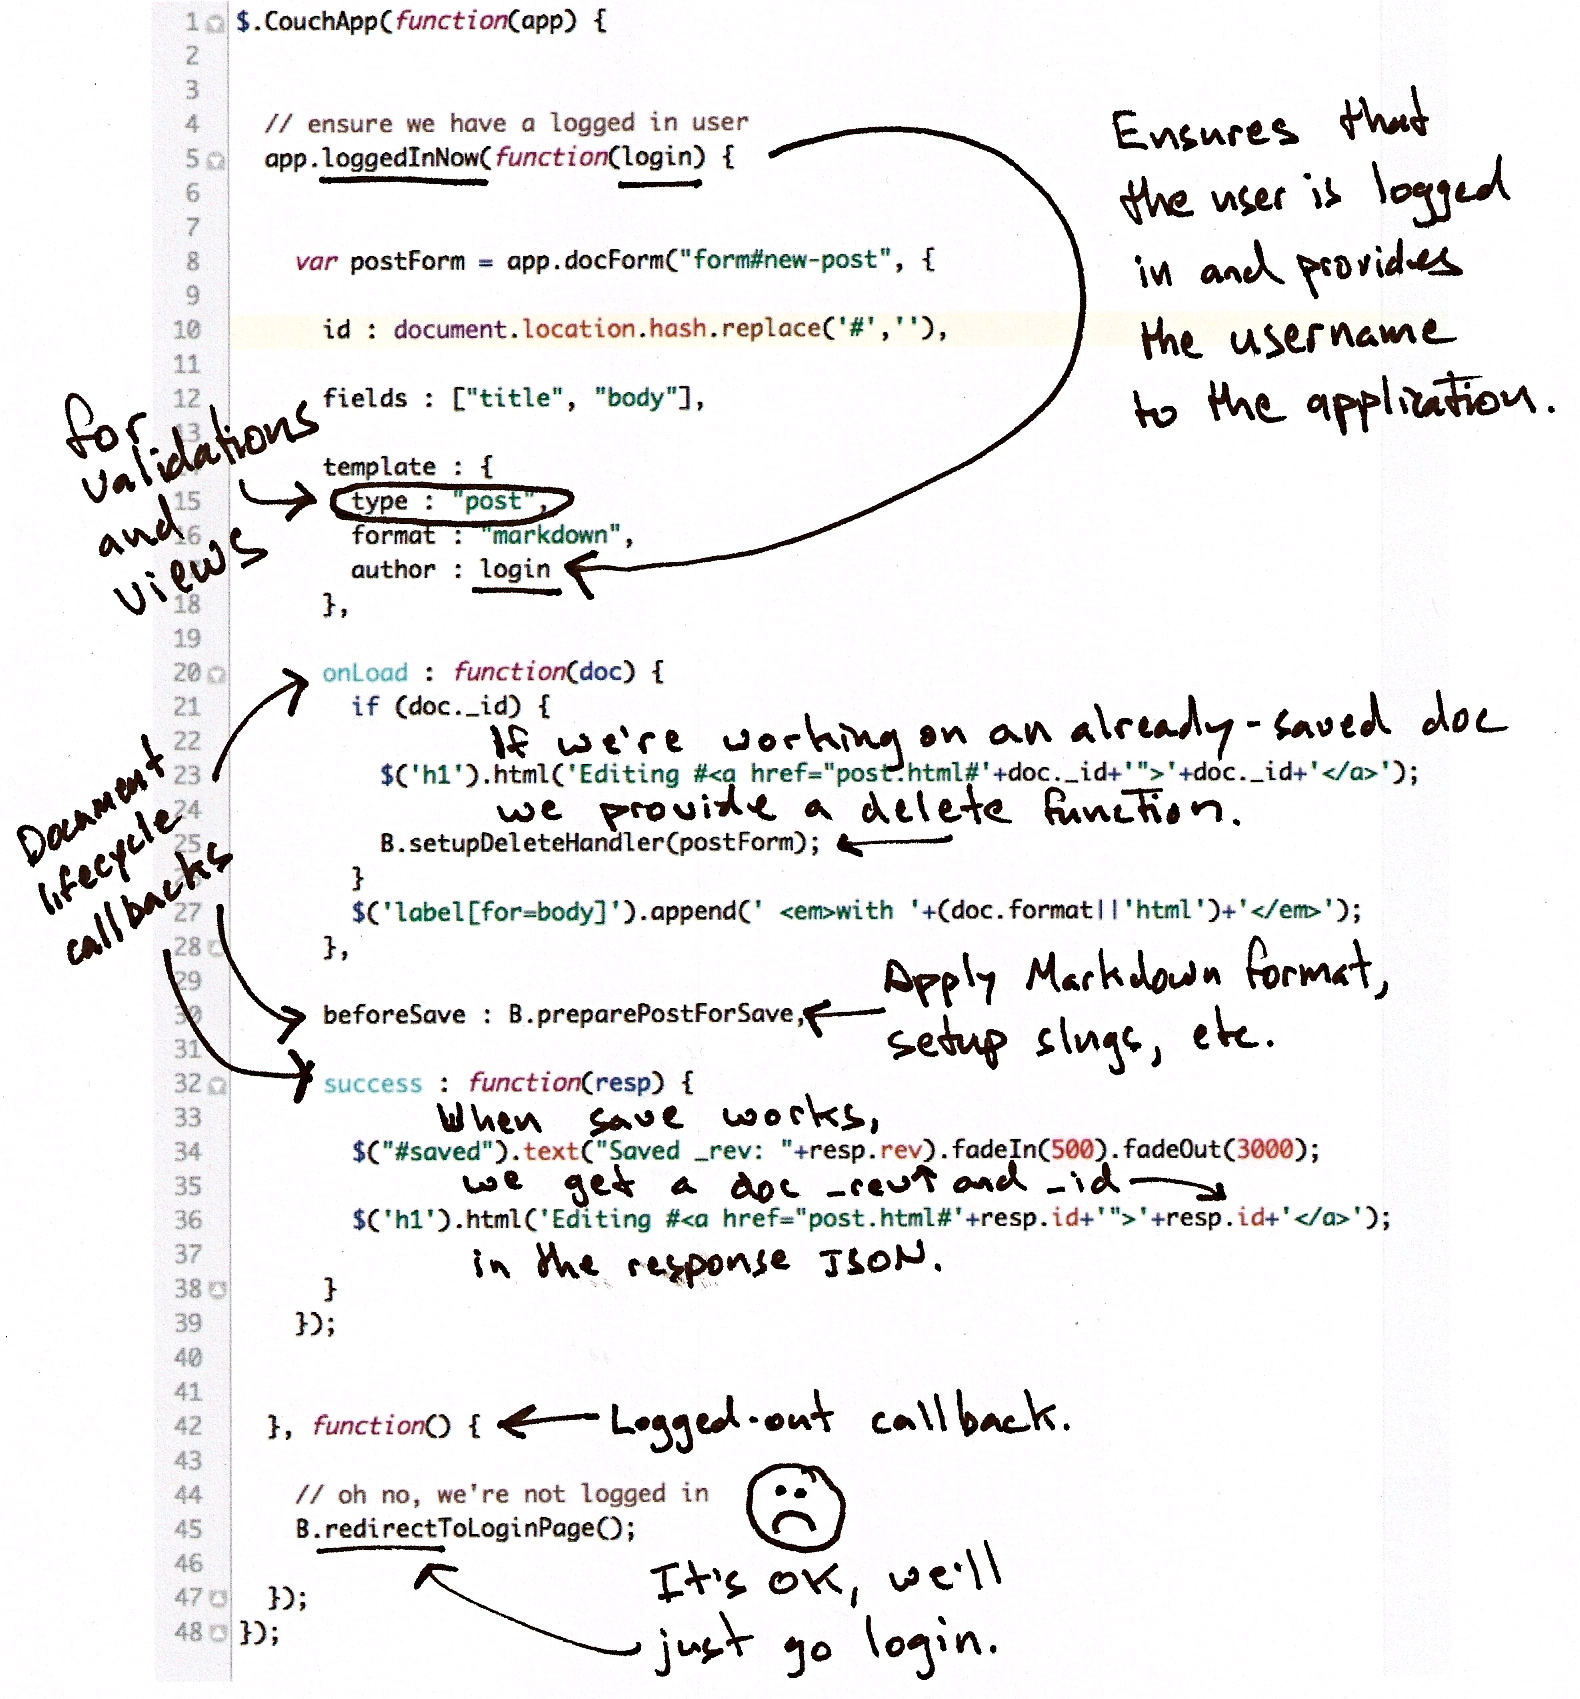 1 $.CouchApp(function(app) {
2
3
4 // ensure we have a logged in user
5 app.loggedInNow(function(login) {
6
7
8 var postForm = app.docForm("form#new-post", {
9
10 id : document.location.hash.replace('#',''),
11
12 fields : ["title", "body"],
13
template : {
15 type : "post",
16 format : "markdown",
author : login
18 },
19
20 onLoad : function(doc) {
21 if (doc._id) {
22
23 $('h1').html('Editing #<a href="post.html#'+doc._id+'">'+doc._id+'</a>');
24
25 B.setupDeleteHandler(postForm);
}
27 $('label[for=body]').append(' <em>with '+(doc.format||'html')+'</em>');
28 },
29
30 beforeSave : B.preparePostForSave,
31
32 success : function(resp) {
33
34 $("#saved").text("Saved _rev: "+resp.rev).fadeIn(500).fadeOut(3000);
35
36 $('h1').html('Editing #<a href="post.html#'+resp.id+'">'+resp.id+'</a>');
37
38 }
39 });
40
41
42 }, function() {
43
44 // oh no, we're not logged in
45 B.redirectToLoginPage();
46
47 });
48 });
Ensures that
the user is logged
in and provides
the username
to the application.
for
validations
and
views
Document
lifecycle
callbacks
If we're working on an already-saved doc
we provide a delete function.
Apply Markdown format,
setup slugs, etc.
When save works,
we get a doc _rev and _id
in the response JSON.
Logged-out callback.
It's OK, we'll
just go login.